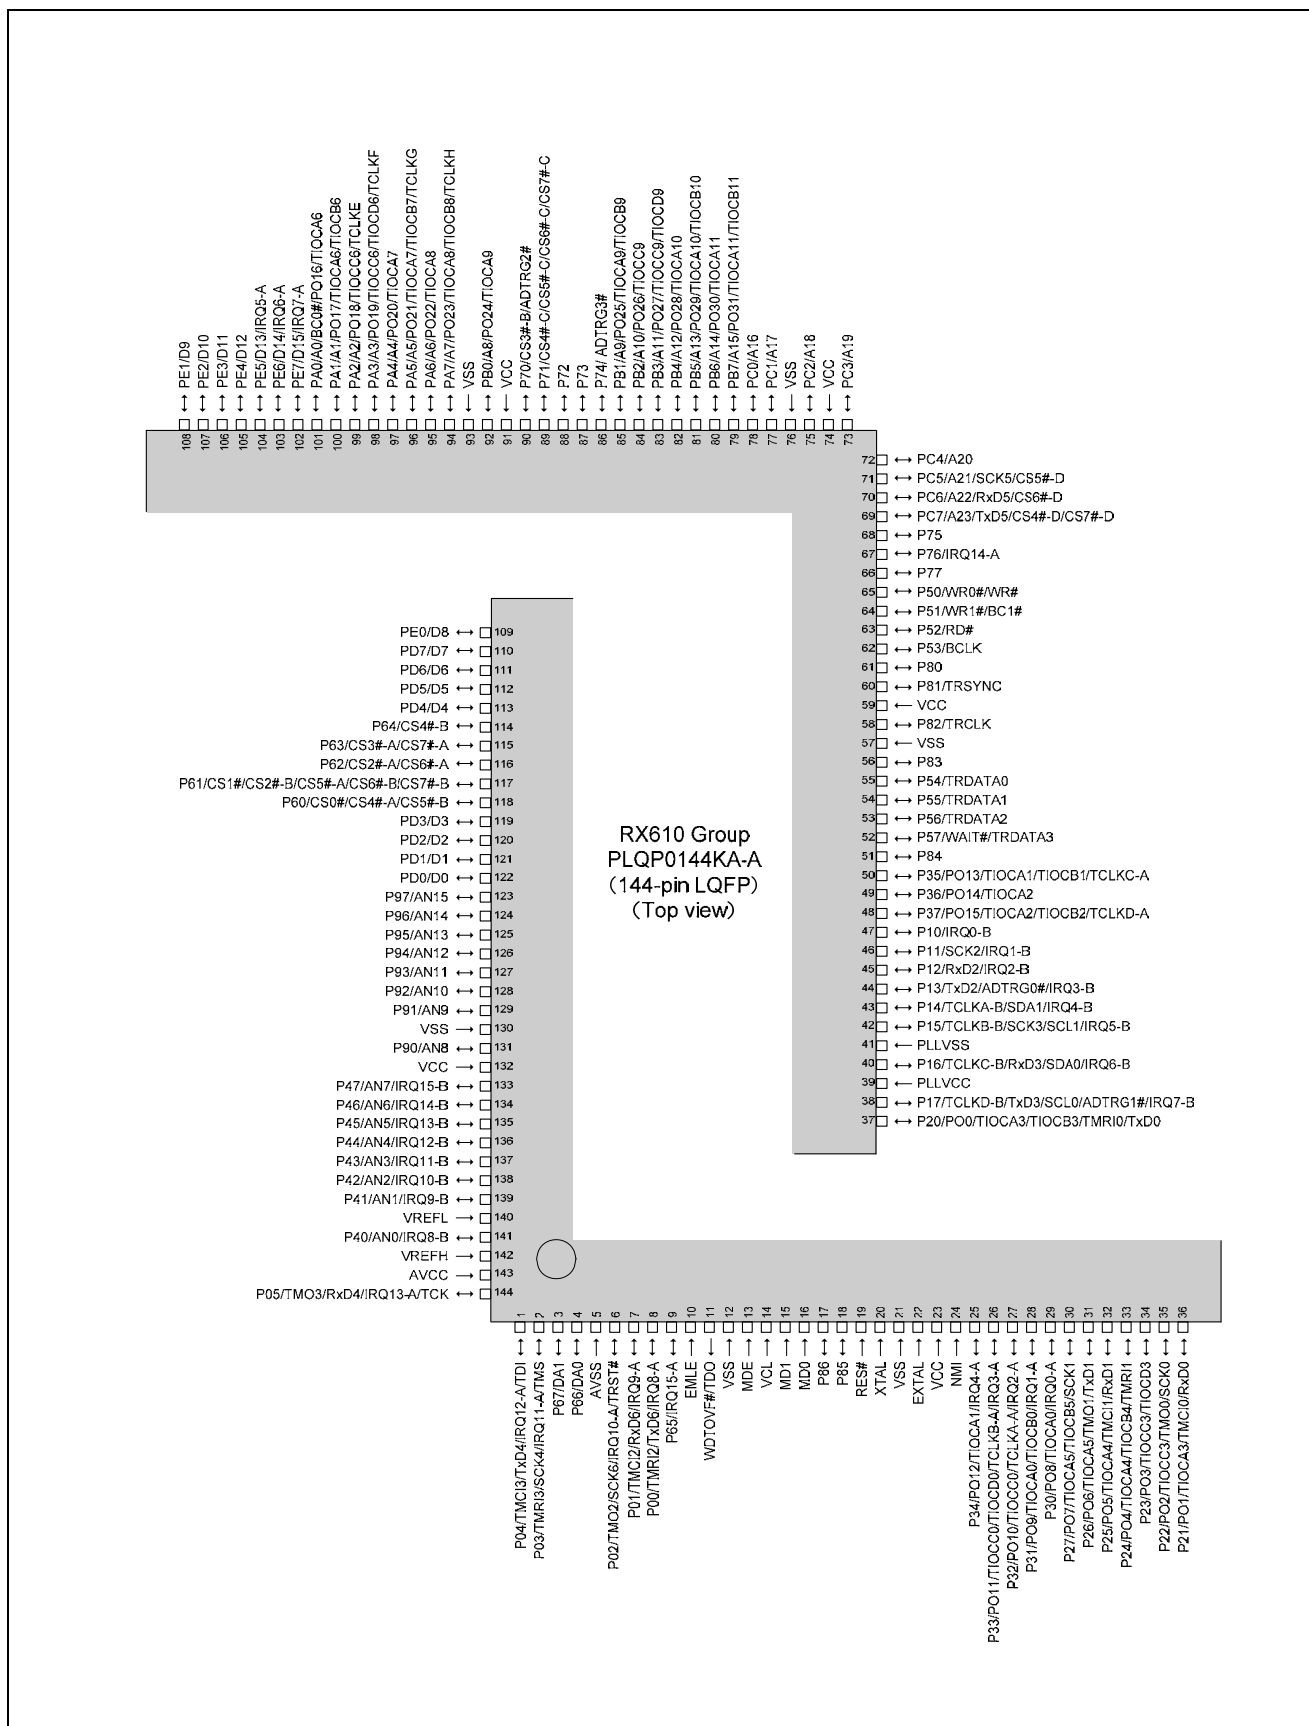 PE1/D9
PE2/D10
PE3/D11
PE4/D12
PE5/D13/IRQ5-A
PE6/D14/IRQ6-A
PE7/D15/IRQ7-A
PA0/A0/BC0#/PO16/TIOCA6
PA1/A1/PO17/TIOCA6/TIOCB6
PA2/A2/PO18/TIOCC6/TCLKE
PA3/A3/PO19/TIOCC6/TIOCD6/TCLKF
PA4/A4/PO20/TIOCA7
PA5/A5/PO21/TIOCA7/TIOCB7/TCLKG
PA6/A6/PO22/TIOCA8
PA7/A7/PO23/TIOCA8/TIOCB8/TCLKH
VSS
PB0/A8/PO24/TIOCA9
VCC
P70/CS3#-B/ADTRG2#
P71/CS4#-C/CS5#-C/CS6#-C/CS7#-C
P72
P73
P74/ ADTRG3#
PB1/A9/PO25/TIOCA9/TIOCB9
PB2/A10/PO26/TIOCC9
PB3/A11/PO27/TIOCC9/TIOCD9
PB4/A12/PO28/TIOCA10
PB5/A13/PO29/TIOCA10/TIOCB10
PB6/A14/PO30/TIOCA11
PB7/A15/PO31/TIOCA11/TIOCB11
PC0/A16
PC1/A17
VSS
PC2/A18
VCC
PC3/A19
108 107 106 105 104 103 102 101 100 99 98 97 96 95 94 93 92 91 90 89 88 87 86 85 84 83 82 81 80 79 78 77 76 75 74 73
72 ↔ PC4/A20
71 ↔ PC5/A21/SCK5/CS5#-D
70 ↔ PC6/A22/RxD5/CS6#-D
69 ↔ PC7/A23/TxD5/CS4#-D/CS7#-D
68 ↔ P75
67 ↔ P76/IRQ14-A
66 ↔ P77
65 ↔ P50/WR0#/WR#
64 ↔ P51/WR1#/BC1#
63 ↔ P52/RD#
62 ↔ P53/BCLK
61 ↔ P80
60 ↔ P81/TRSYNC
59 ← VCC
58 ↔ P82/TRCLK
57 ← VSS
56 ↔ P83
55 ↔ P54/TRDATA0
54 ↔ P55/TRDATA1
53 ↔ P56/TRDATA2
52 ↔ P57/WAIT#/TRDATA3
51 ↔ P84
50 ↔ P35/PO13/TIOCA1/TIOCB1/TCLKC-A
49 ↔ P36/PO14/TIOCA2
48 ↔ P37/PO15/TIOCA2/TIOCB2/TCLKD-A
47 ↔ P10/IRQ0-B
46 ↔ P11/SCK2/IRQ1-B
45 ↔ P12/RxD2/IRQ2-B
44 ↔ P13/TxD2/ADTRG0#/IRQ3-B
43 ↔ P14/TCLKA-B/SDA1/IRQ4-B
42 ↔ P15/TCLKB-B/SCK3/SCL1/IRQ5-B
41 ← PLLVSS
40 ↔ P16/TCLKC-B/RxD3/SDA0/IRQ6-B
39 ← PLLVCC
38 ↔ P17/TCLKD-B/TxD3/SCL0/ADTRG1#/IRQ7-B
37 ↔ P20/PO0/TIOCA3/TIOCB3/TMRI0/TxD0
RX610 Group
PLQP0144KA-A
(144-pin LQFP)
(Top view)
PE0/D8 ↔ 109
PD7/D7 ↔ 110
PD6/D6 ↔ 111
PD5/D5 ↔ 112
PD4/D4 ↔ 113
P64/CS4#-B ↔ 114
P63/CS3#-A/CS7#-A ↔ 115
P62/CS2#-A/CS6#-A ↔ 116
P61/CS1#/CS2#-B/CS5#-A/CS6#-B/CS7#-B ↔ 117
P60/CS0#/CS4#-A/CS5#-B ↔ 118
PD3/D3 ↔ 119
PD2/D2 ↔ 120
PD1/D1 ↔ 121
PD0/D0 ↔ 122
P97/AN15 ↔ 123
P96/AN14 ↔ 124
P95/AN13 ↔ 125
P94/AN12 ↔ 126
P93/AN11 ↔ 127
P92/AN10 ↔ 128
P91/AN9 ↔ 129
VSS → 130
P90/AN8 ↔ 131
VCC → 132
P47/AN7/IRQ15-B ↔ 133
P46/AN6/IRQ14-B ↔ 134
P45/AN5/IRQ13-B ↔ 135
P44/AN4/IRQ12-B ↔ 136
P43/AN3/IRQ11-B ↔ 137
P42/AN2/IRQ10-B ↔ 138
P41/AN1/IRQ9-B ↔ 139
VREFL → 140
P40/AN0/IRQ8-B ↔ 141
VREFH → 142
AVCC → 143
P05/TMO3/RxD4/IRQ13-A/TCK ↔ 144
1 2 3 4 5 6 7 8 9 10 11 12 13 14 15 16 17 18 19 20 21 22 23 24 25 26 27 28 29 30 31 32 33 34 35 36
P04/TMCI3/TxD4/IRQ12-A/TDI
P03/TMRI3/SCK4/IRQ11-A/TMS
P67/DA1
P66/DA0
AVSS
P02/TMO2/SCK6/IRQ10-A/TRST#
P01/TMCI2/RxD6/IRQ9-A
P00/TMRI2/TxD6/IRQ8-A
P65/IRQ15-A
EMLE
WDTOVF#/TDO
VSS
MDE
VCL
MD1
MD0
P86
P85
RES#
XTAL
VSS
EXTAL
VCC
NMI
P34/PO12/TIOCA1/IRQ4-A
P33/PO11/TIOCC0/TIOCD0/TCLKB-A/IRQ3-A
P32/PO10/TIOCC0/TCLKA-A/IRQ2-A
P31/PO9/TIOCA0/TIOCB0/IRQ1-A
P30/PO8/TIOCA0/IRQ0-A
P27/PO7/TIOCA5/TIOCB5/SCK1
P26/PO6/TIOCA5/TMO1/TxD1
P25/PO5/TIOCA4/TMCI1/RxD1
P24/PO4/TIOCA4/TIOCB4/TMRI1
P23/PO3/TIOCC3/TIOCD3
P22/PO2/TIOCC3/TMO0/SCK0
P21/PO1/TIOCA3/TMCI0/RxD0